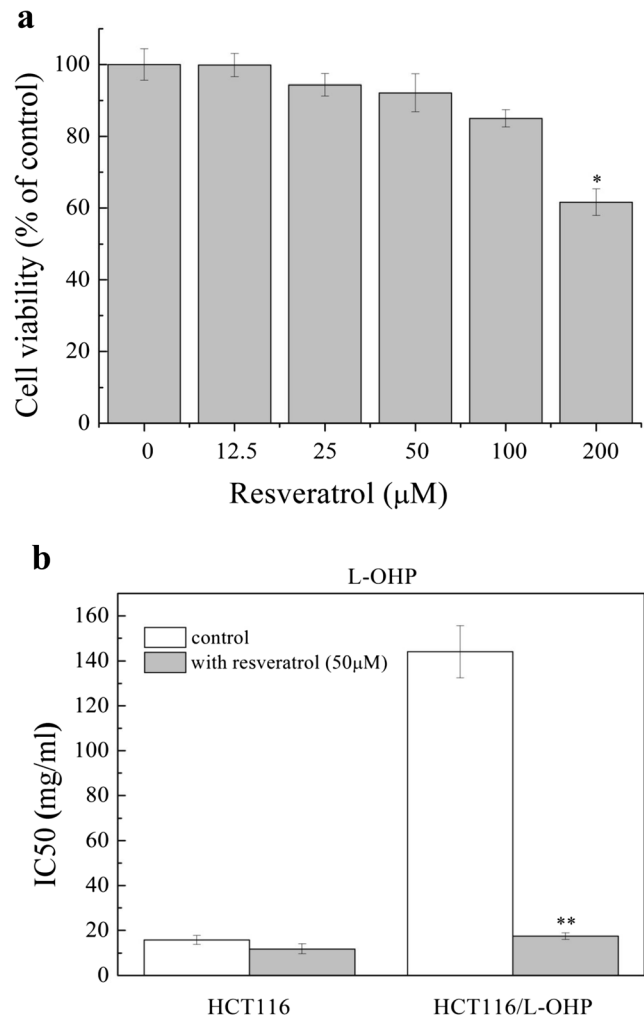 a
Cell viability (% of control)
100
80
60
40
20
0
*
0 12.5 25 50 100 200
Resveratrol (μM)
b
L-OHP
IC50 (mg/ml)
160
140
120
100
80
60
40
20
0
control
with resveratrol (50μM)
**
HCT116 HCT116/L-OHP